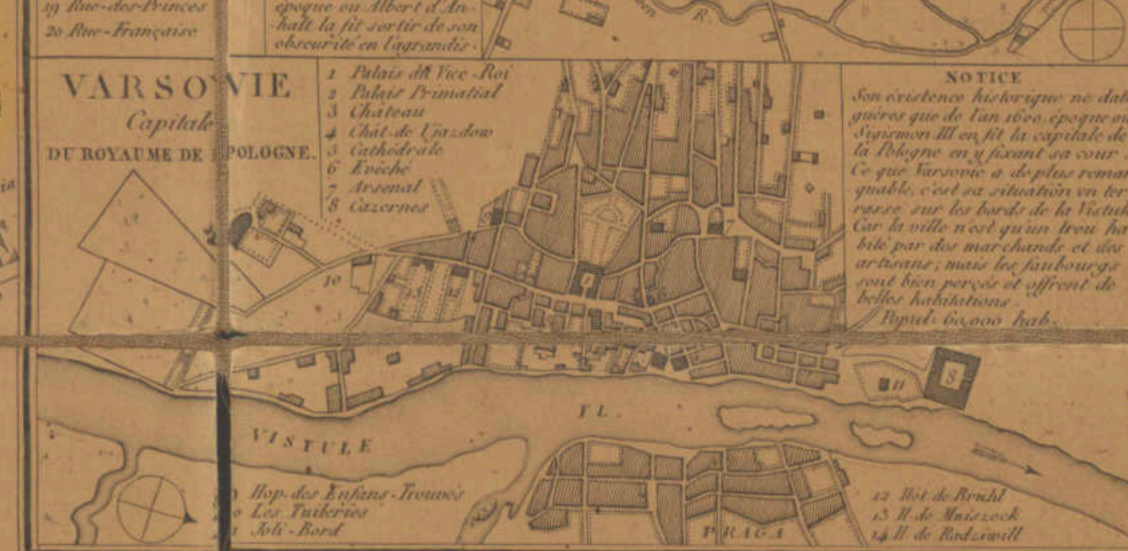 19 Rue-des-Princes
20 Rue-Française
époque ou Albert d'An-
halt la fit sortir de son
obscurité en l'agrandis.
R.
VARSOVIE
Capitale
DU ROYAUME DE POLOGNE.
1 Palais du Vice-Roi
2 Palais Primatial
3 Château
4 Chât. de Ujazdow
5 Cathédrale
6 Evêché
7 Arsenal
8 Cazernes
NOTICE
Son existence historique ne date
guères que de l'an 1600, époque ou
Sigismon III en fit la capitale de
la Pologne en y fixant sa cour.
Ce que Varsovie a de plus remar
quable, c'est sa situation en ter
rasse sur les bords de la Vistule
Car la ville n'est qu'un trou ha
bité par des marchands et des
artisans; mais les faubourgs
sont bien percés et offrent de
belles habitations.
Popul. 60,000 hab.
7
10
11
8
VISTULE FL.
Hop. des Enfans-Trouvés
Les Tuileries
Joli-Bord
PRAGA
12 Hôt. de Brühl
13 H. de Mniszeck
14 H. de Radziwill